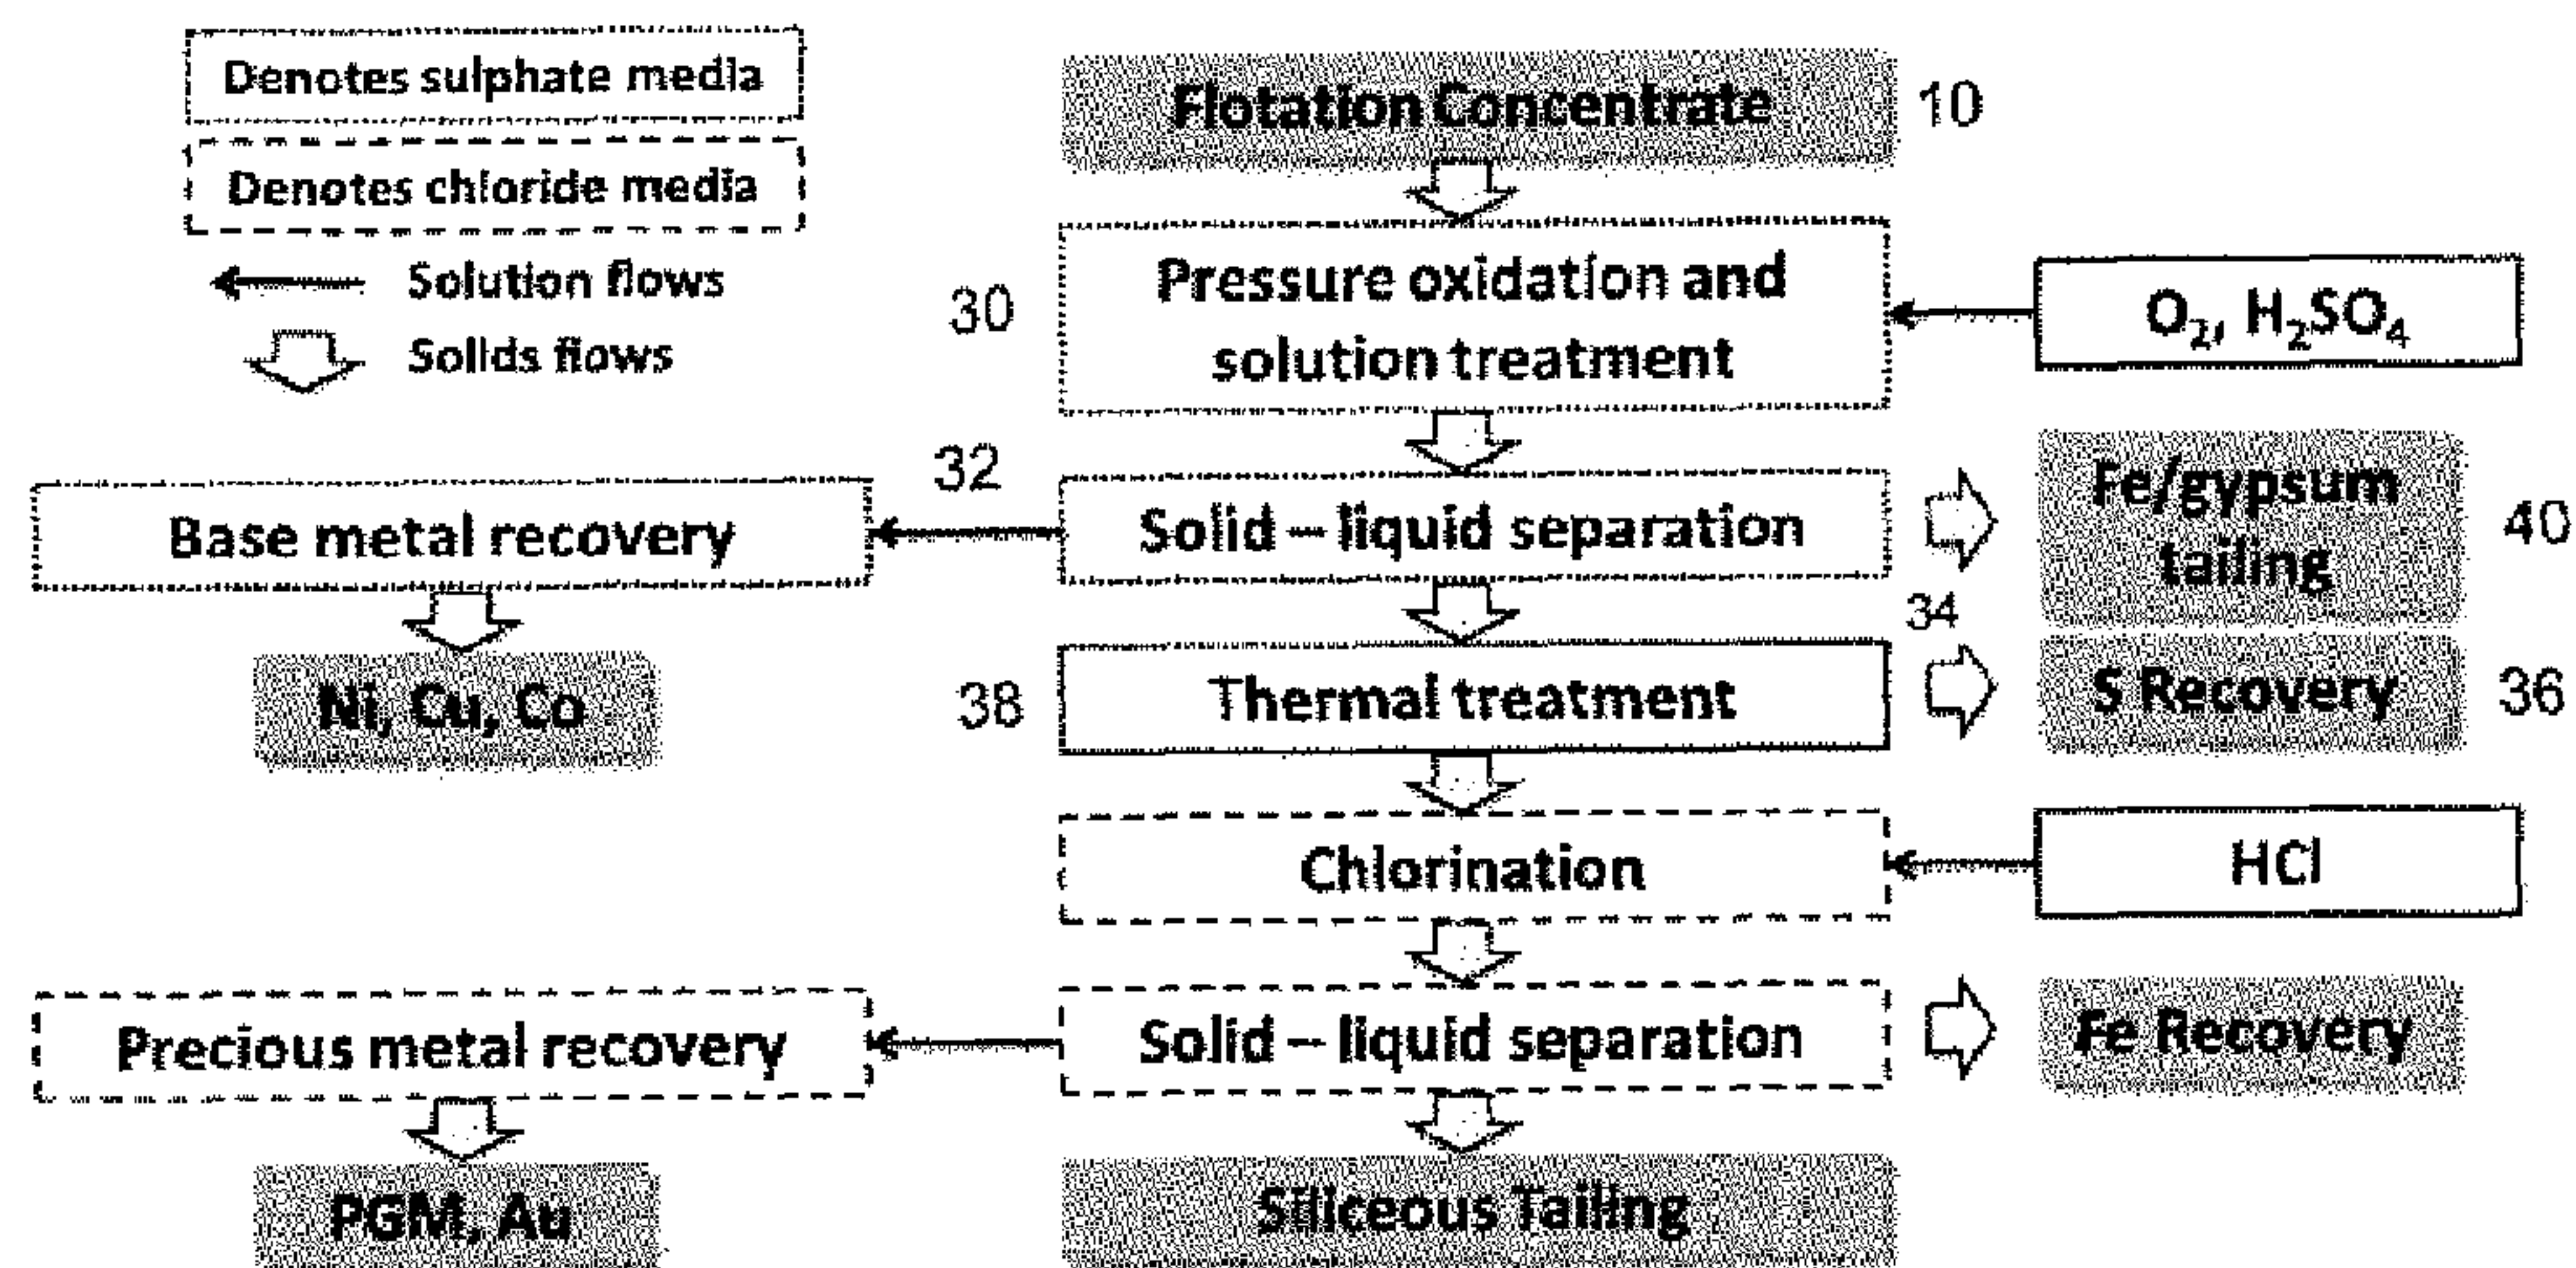 Denotes sulphate media
Denotes chloride media
Solution flows
Solids flows
Flotation Concentrate
10
Pressure oxidation and
solution treatment
30
O₂, H₂SO₄
32
Base metal recovery
Solid – liquid separation
Fe/gypsum
tailing
40
34
Ni, Cu, Co
38
Thermal treatment
S Recovery
36
Chlorination
HCl
Precious metal recovery
Solid – liquid separation
Fe Recovery
PGM, Au
Siliceous Tailing